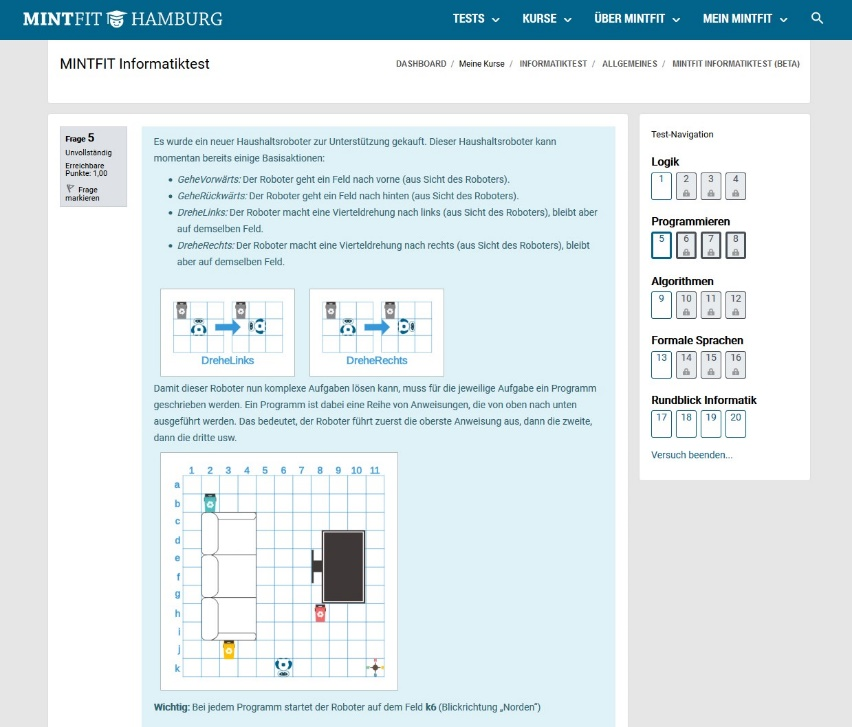 MINTFIT HAMBURG
TESTS KURSE ÜBER MINTFIT MEIN MINTFIT
MINTFIT Informatiktest
DASHBOARD / Meine Kurse / INFORMATIKTEST / ALLGEMEINES / MINTFIT INFORMATIKTEST (BETA)
Frage 5
Unvollständig
Erreichbare
Punkte: 1,00
Frage
markieren
Es wurde ein neuer Haushaltsroboter zur Unterstützung gekauft. Dieser Haushaltsroboter kann
momentan bereits einige Basisaktionen:
• GeheVorwärts: Der Roboter geht ein Feld nach vorne (aus Sicht des Roboters).
• GeheRückwärts: Der Roboter geht ein Feld nach hinten (aus Sicht des Roboters).
• DreheLinks: Der Roboter macht eine Vierteldrehung nach links (aus Sicht des Roboters), bleibt aber
auf demselben Feld.
• DreheRechts: Der Roboter macht eine Vierteldrehung nach rechts (aus Sicht des Roboters), bleibt
aber auf demselben Feld.
DreheLinks
DreheRechts
Damit dieser Roboter nun komplexe Aufgaben lösen kann, muss für die jeweilige Aufgabe ein Programm
geschrieben werden. Ein Programm ist dabei eine Reihe von Anweisungen, die von oben nach unten
ausgeführt werden. Das bedeutet, der Roboter führt zuerst die oberste Anweisung aus, dann die zweite,
dann die dritte usw.
1 2 3 4 5 6 7 8 9 10 11
a
b
c
d
e
f
g
h
i
j
k
Wichtig: Bei jedem Programm startet der Roboter auf dem Feld k6 (Blickrichtung „Norden“)
Test-Navigation
Logik
1 2 3 4
Programmieren
5 6 7 8
Algorithmen
9 10 11 12
Formale Sprachen
13 14 15 16
Rundblick Informatik
17 18 19 20
Versuch beenden...